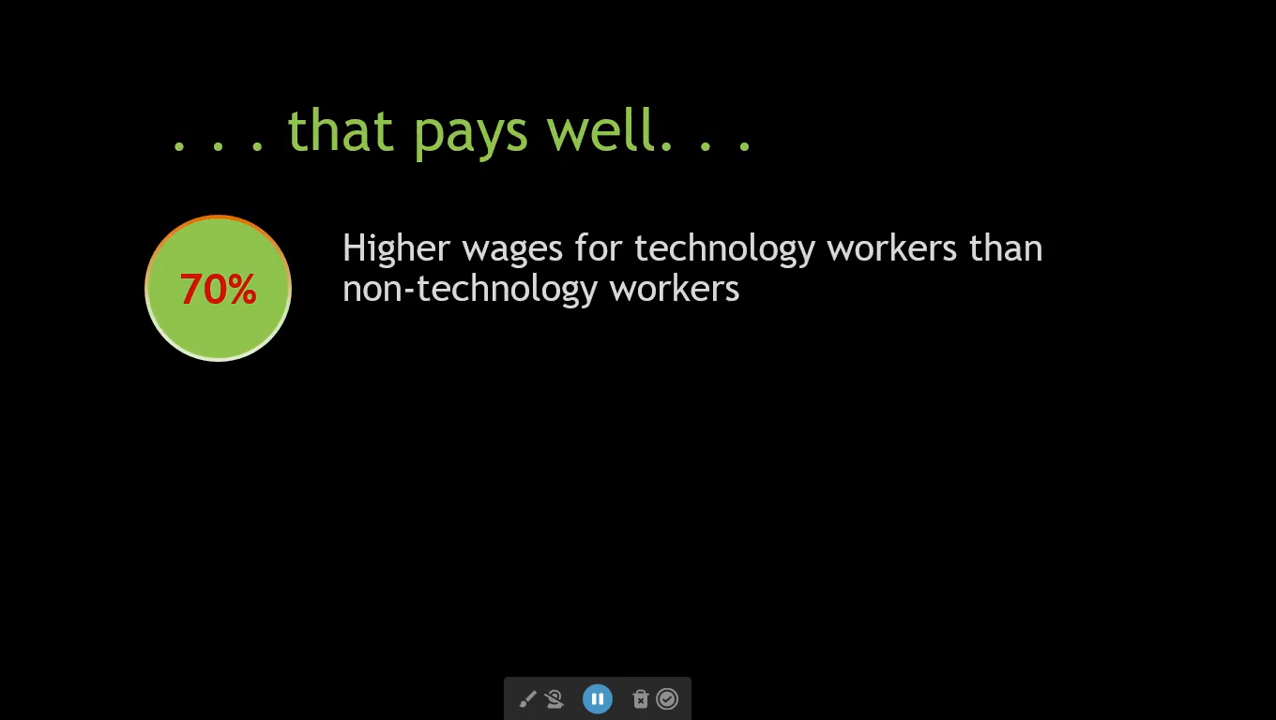 . . . that pays well. . .
70%
Higher wages for technology workers than
non-technology workers